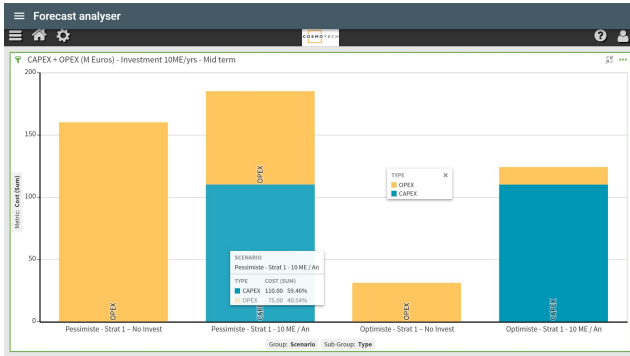 Forecast analyser
COSMOTECH
CAPEX + OPEX (M Euros) - Investment 10ME/yrs - Mid term
200
150
100
50
0
Metric: Cost (Sum)
OPEX
OPEX
CAPEX
OPEX
OPEX
CAPEX
TYPE
OPEX
CAPEX
SCENARIO
Pessimiste - Strat 1 - 10 ME / An
TYPE COST (SUM)
CAPEX 110.00 59.46%
OPEX 75.00 40.54%
Pessimiste - Strat 1 – No Invest
Pessimiste - Strat 1 - 10 ME / An
Optimiste - Strat 1 – No Invest
Optimiste - Strat 1 - 10 ME / An
Group: Scenario Sub-Group: Type